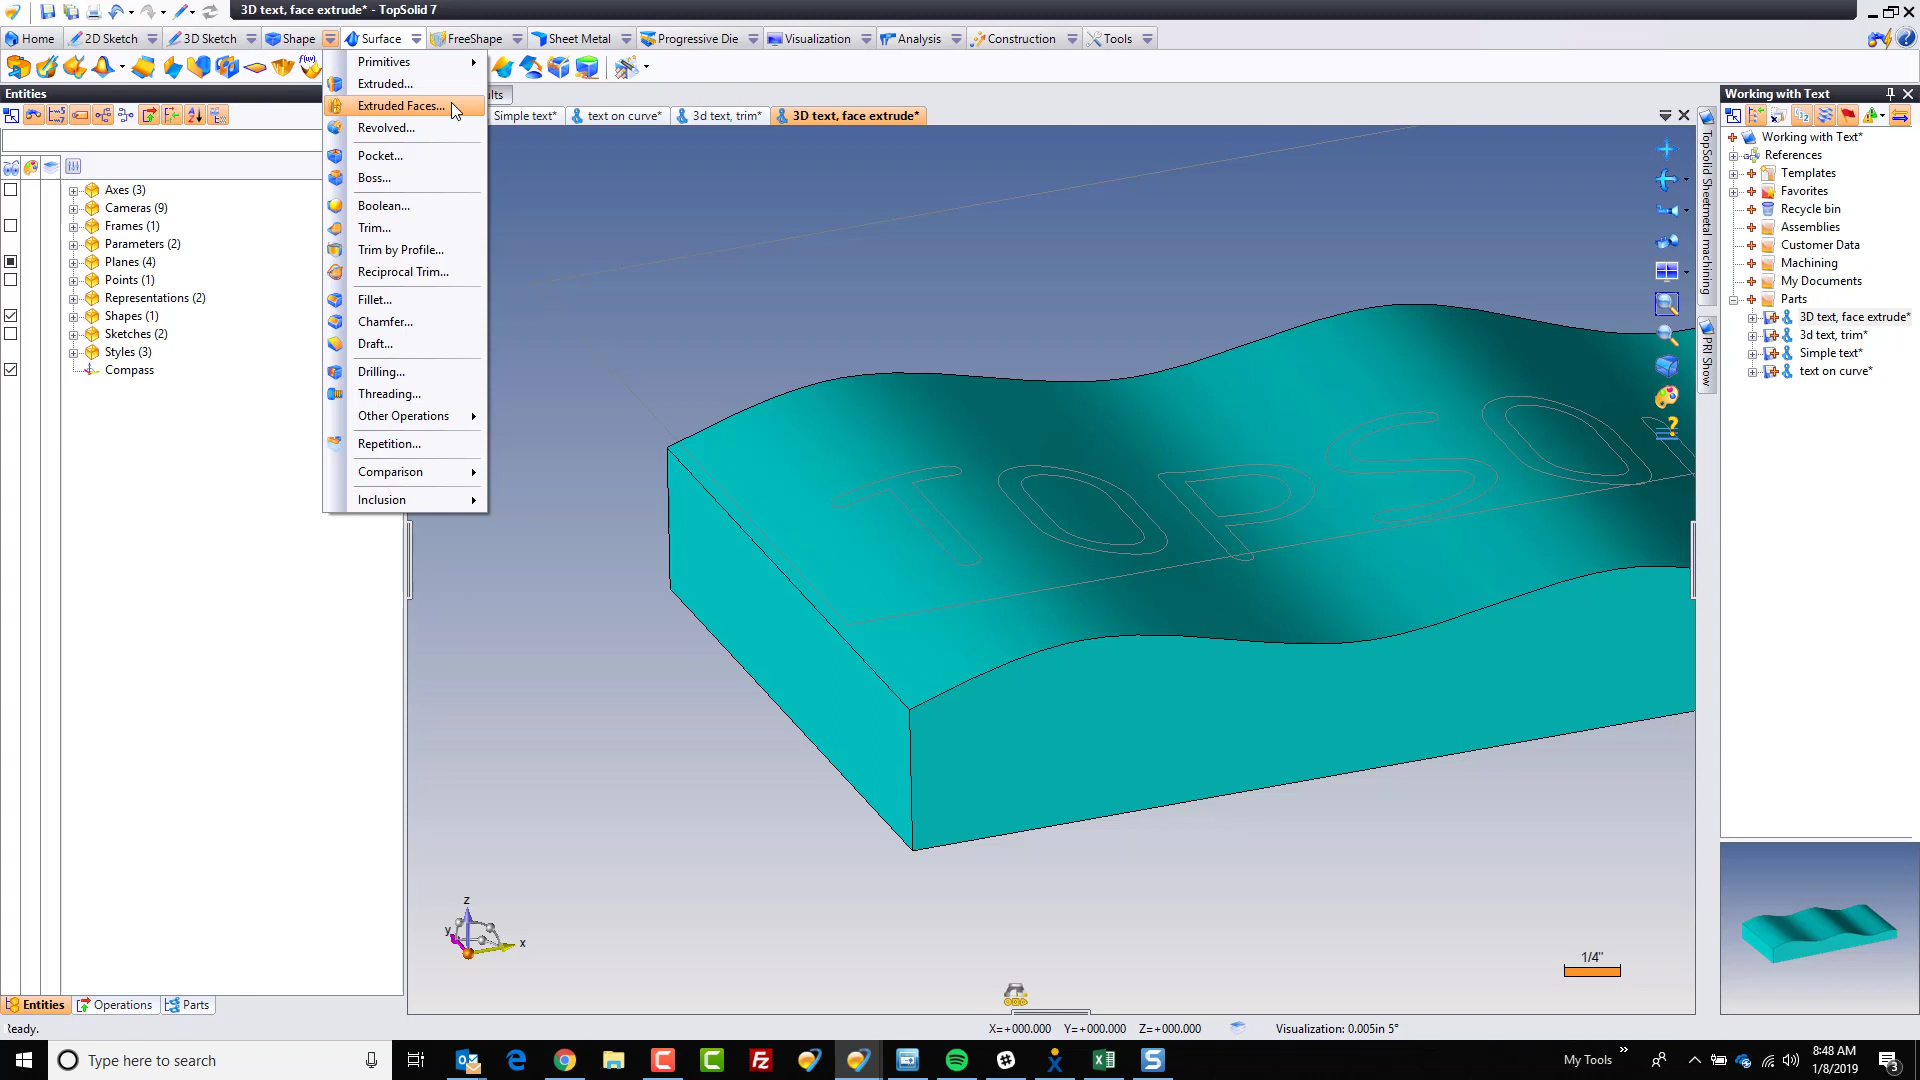 3D text, face extrude* - TopSolid 7
Home
2D Sketch
3D Sketch
Shape
Surface
FreeShape
Sheet Metal
Progressive Die
Visualization
Analysis
Construction
Tools
Entities
Axes (3)
Cameras (9)
Frames (1)
Parameters (2)
Planes (4)
Points (1)
Representations (2)
Shapes (1)
Sketches (2)
Styles (3)
Compass
Primitives
Extruded...
Extruded Faces...
Revolved...
Pocket...
Boss...
Boolean...
Trim...
Trim by Profile...
Reciprocal Trim...
Fillet...
Chamfer...
Draft...
Drilling...
Threading...
Other Operations
Repetition...
Comparison
Inclusion
Simple text*
text on curve*
3d text, trim*
3D text, face extrude*
TOPSO
z
y
x
1/4"
TopSolid Sheetmetal machining
PRI Show
Working with Text
Working with Text*
References
Templates
Favorites
Recycle bin
Assemblies
Customer Data
Machining
My Documents
Parts
3D text, face extrude*
3d text, trim*
Simple text*
text on curve*
Entities
Operations
Parts
Ready.
X=+000.000 Y=+000.000 Z=+000.000
Visualization: 0.005in 5°
Type here to search
My Tools
8:48 AM
1/8/2019
3